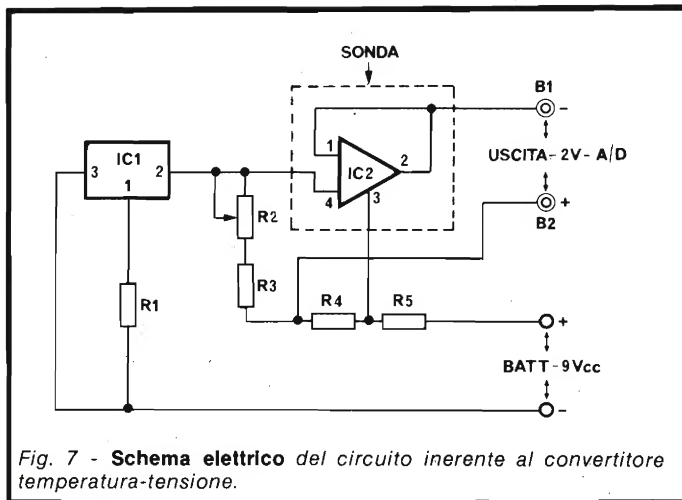 SONDA
B1
-
USCITA-2V-A/D
+
B2
IC1
3
2
1
1
IC2
2
4
3
R2
R3
R1
R4
R5
+
BATT-9Vcc
-
Fig. 7 - Schema elettrico del circuito inerente al convertitore
temperatura-tensione.